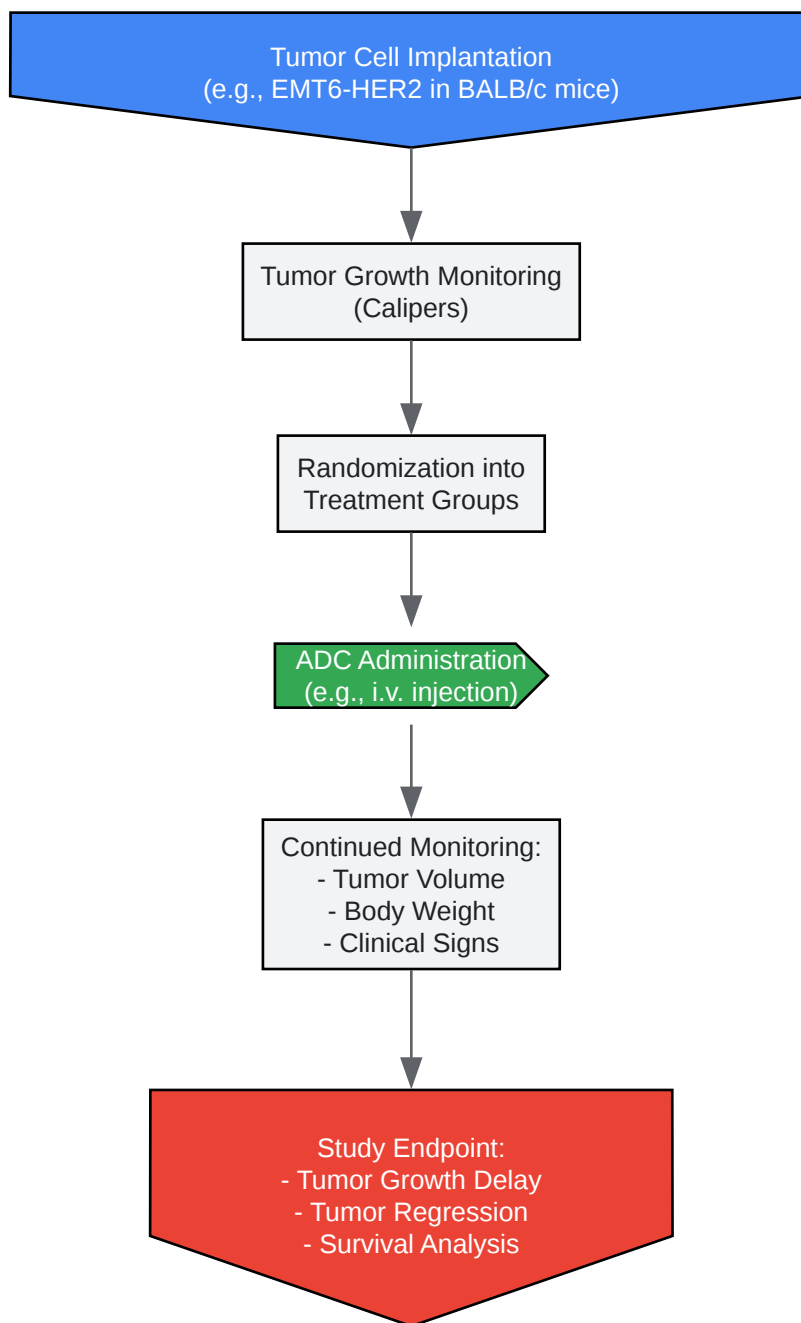 Tumor Cell Implantation
(e.g., EMT6-HER2 in BALB/c mice)
Tumor Growth Monitoring
(Calipers)
Randomization into
Treatment Groups
ADC Administration
(e.g., i.v. injection)
Continued Monitoring:
- Tumor Volume
- Body Weight
- Clinical Signs
Study Endpoint:
- Tumor Growth Delay
- Tumor Regression
- Survival Analysis